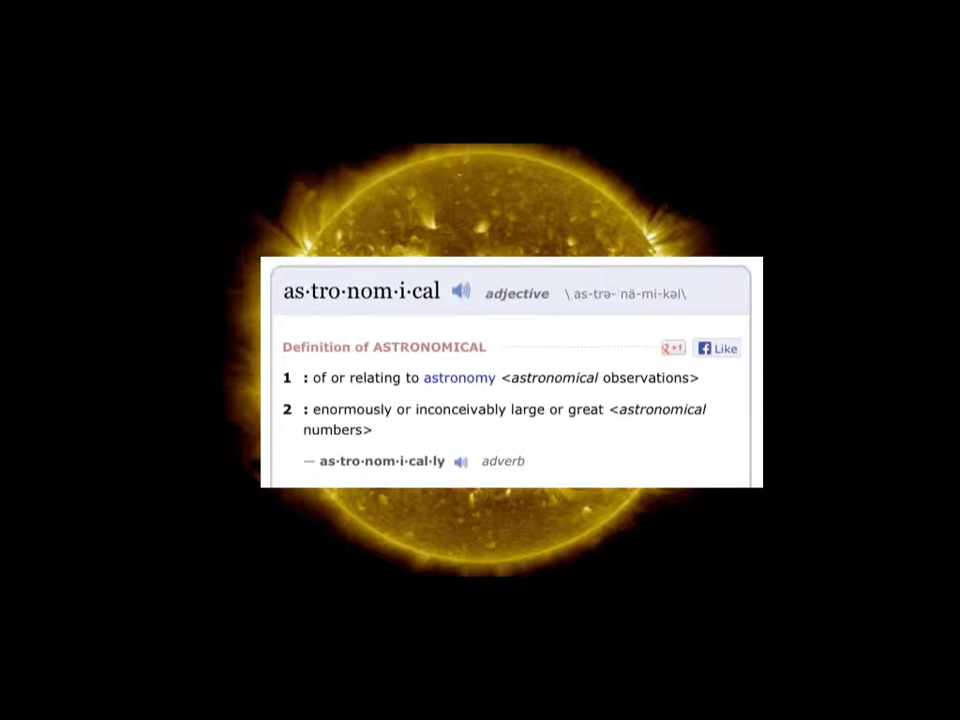 as·tro·nom·i·cal adjective \ as-trə-ˈnä-mi-kəl\
Definition of ASTRONOMICAL +1 Like
1 : of or relating to astronomy <astronomical observations>
2 : enormously or inconceivably large or great <astronomical
numbers>
— as·tro·nom·i·cal·ly adverb